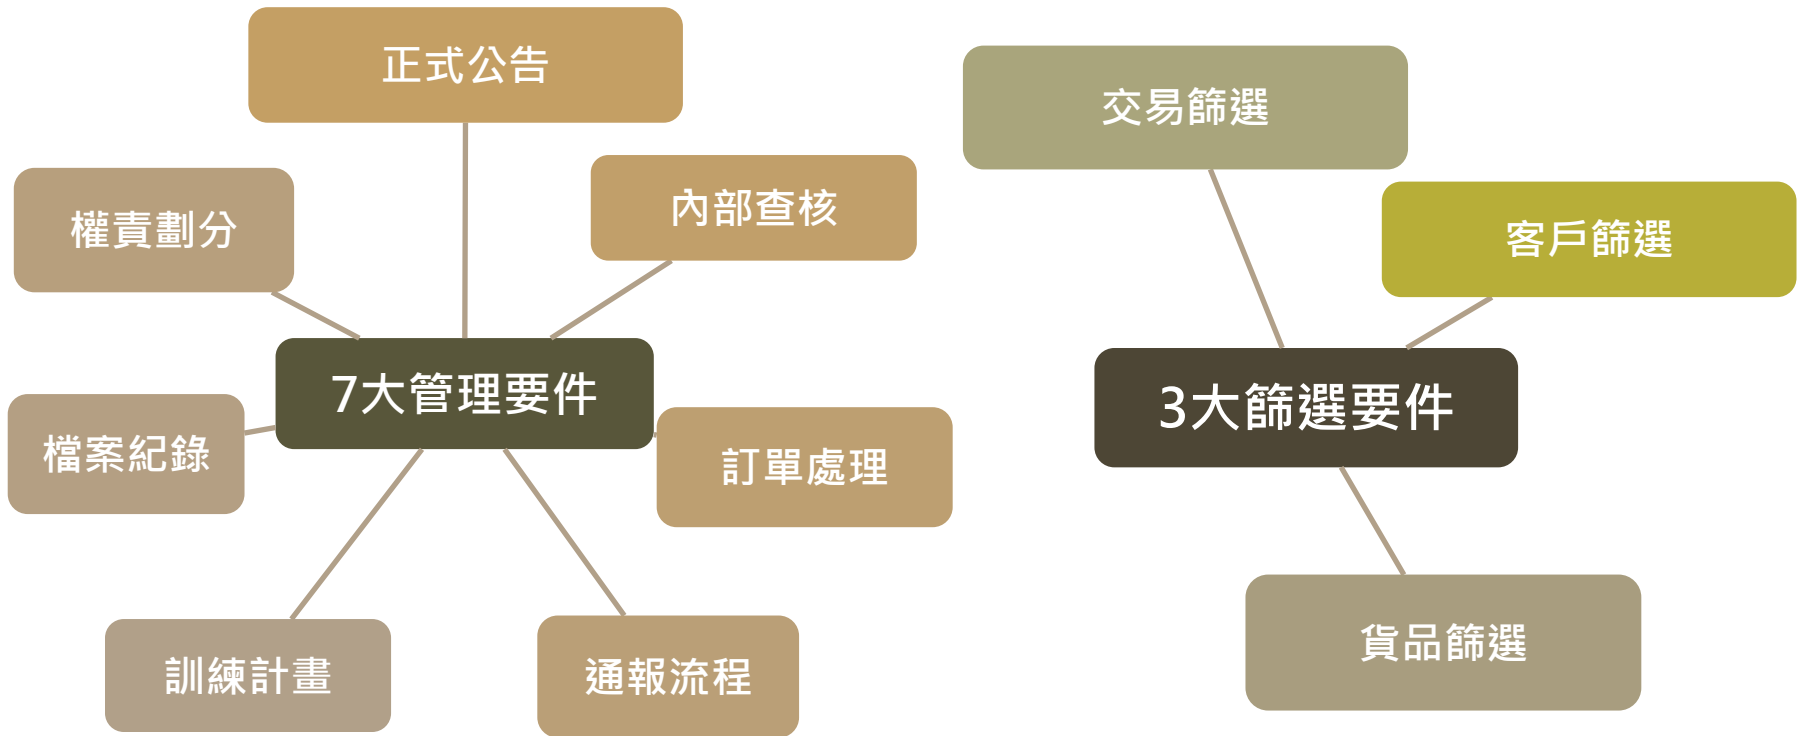 正式公告
權責劃分
內部查核
7大管理要件
檔案紀錄
訂單處理
訓練計畫
通報流程
交易篩選
客戶篩選
3大篩選要件
貨品篩選